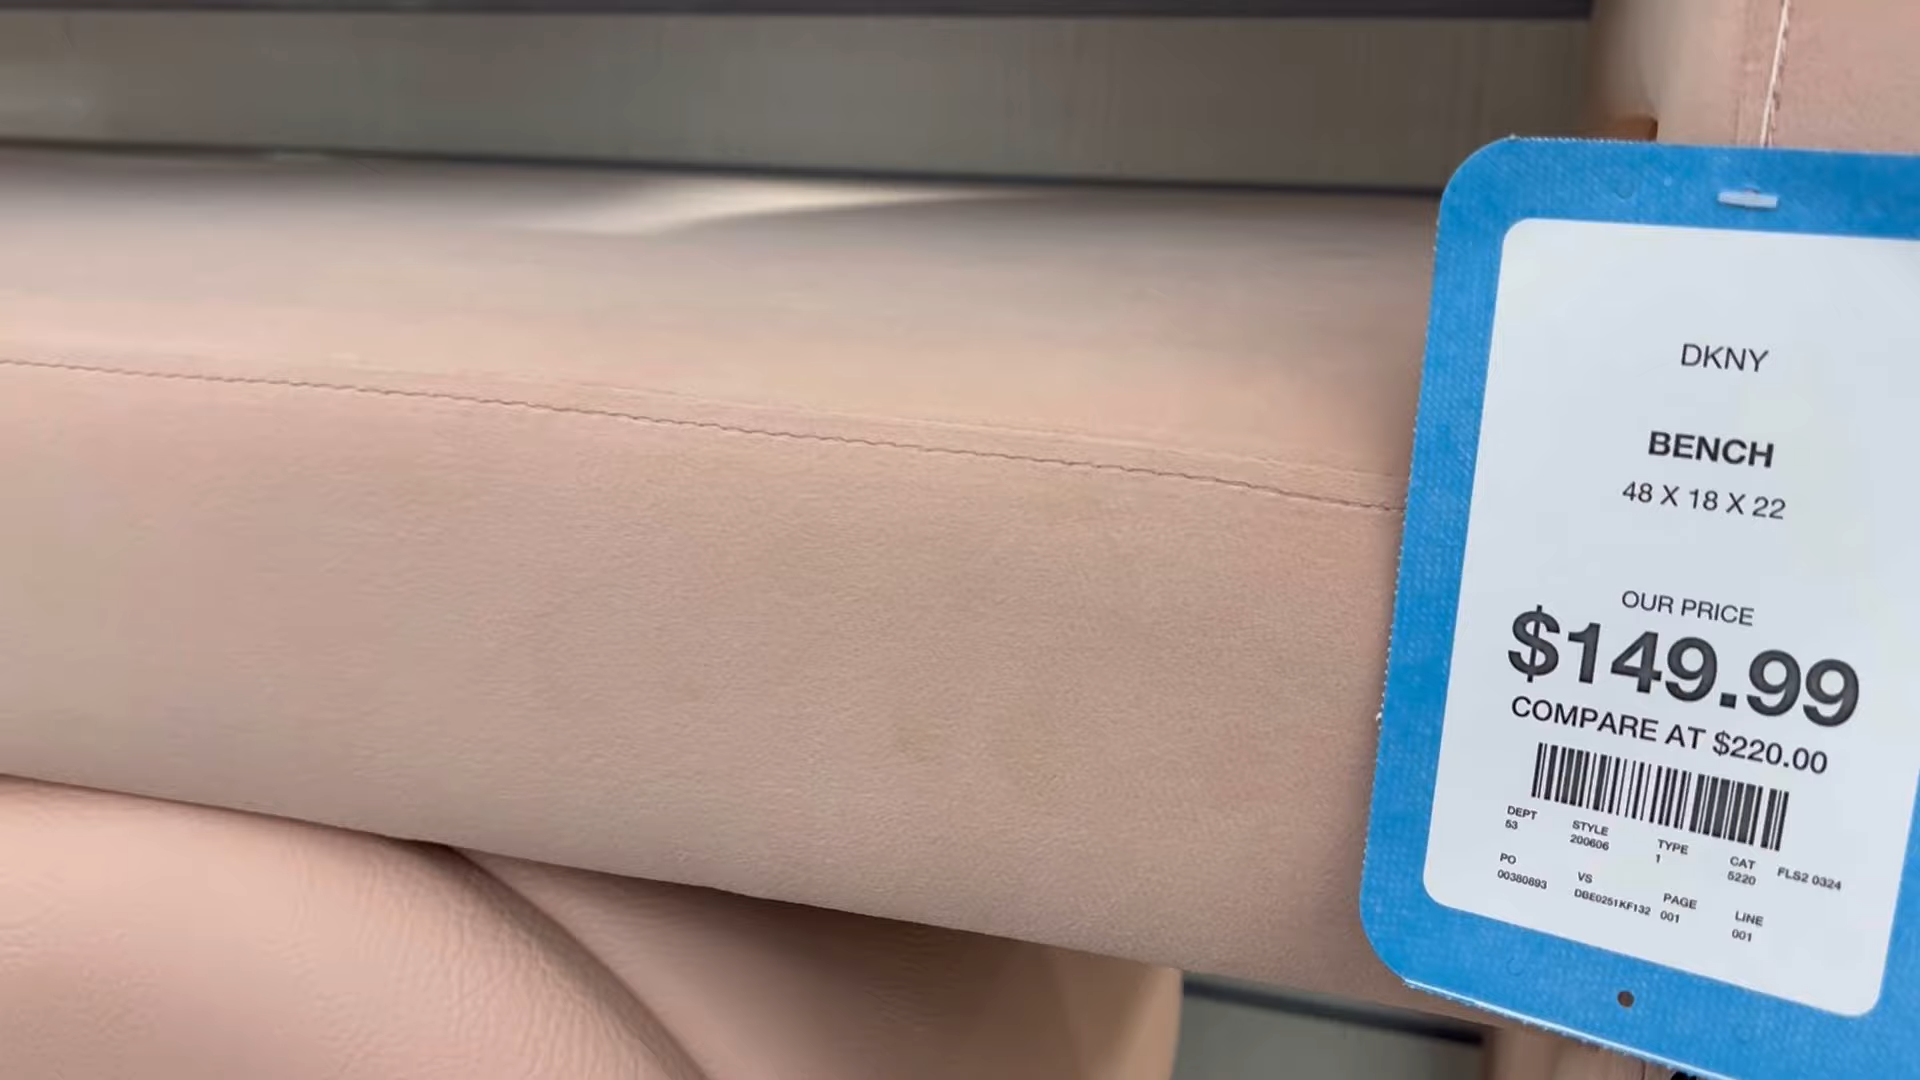 DKNY
BENCH
48 X 18 X 22
OUR PRICE
$149.99
COMPARE AT $220.00
DEPT STYLE TYPE CAT FLS2 0324
53 200606 1 5220
PO VS PAGE LINE
00380893 DBE0251KF132 001 001